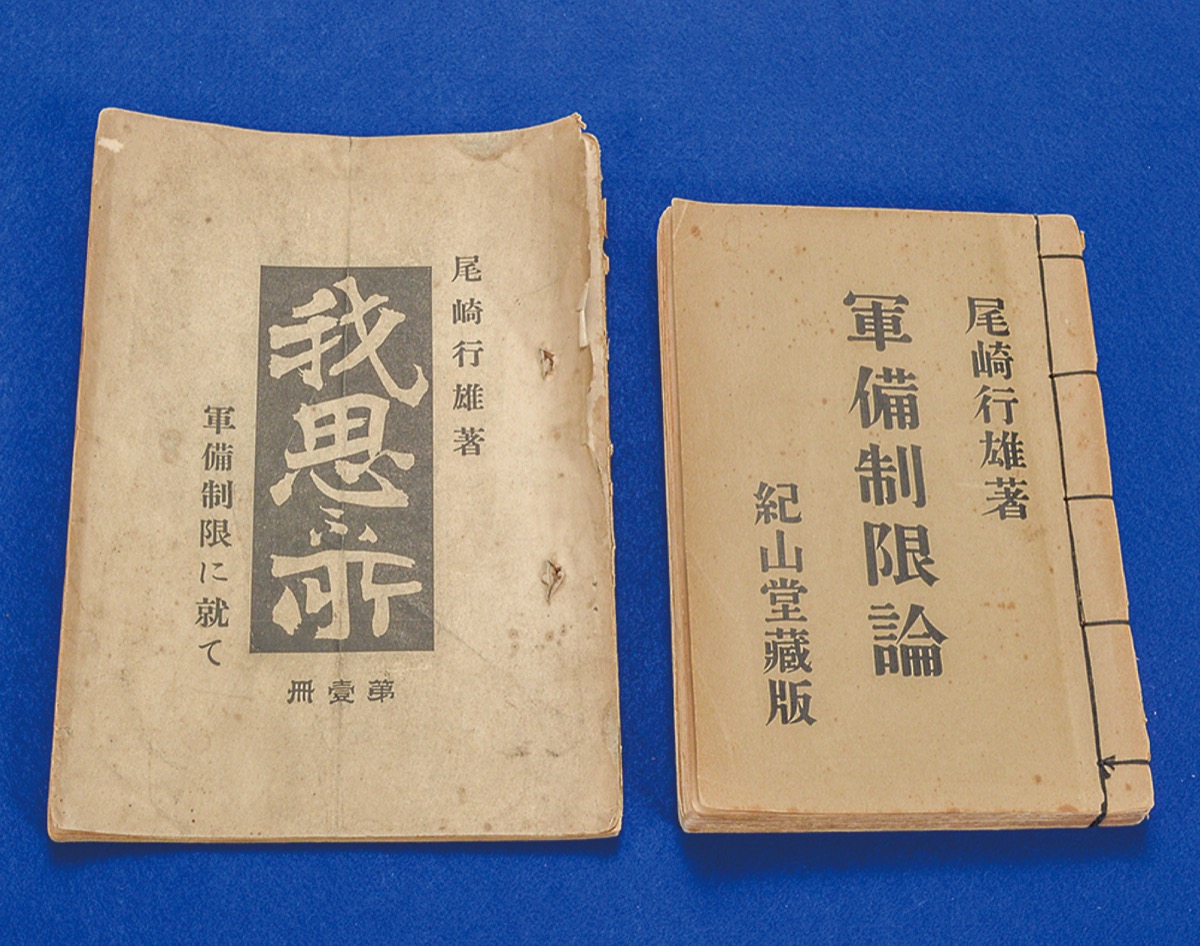 尾崎行雄著
我思ふ所
軍備制限に就て
第壹冊
尾崎行雄著
軍備制限論
紀山堂藏版